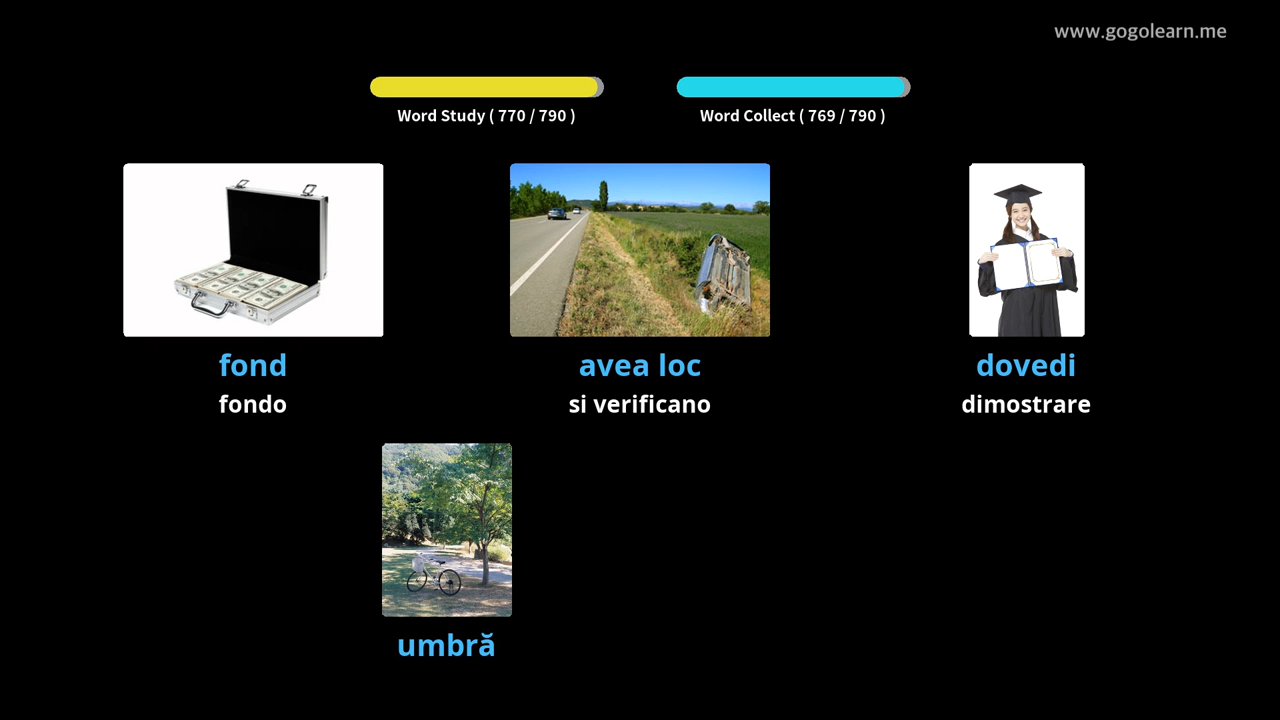 www.gogolearn.me
Word Study ( 770 / 790 )
Word Collect ( 769 / 790 )
fond
fondo
avea loc
si verificano
dovedi
dimostrare
umbră